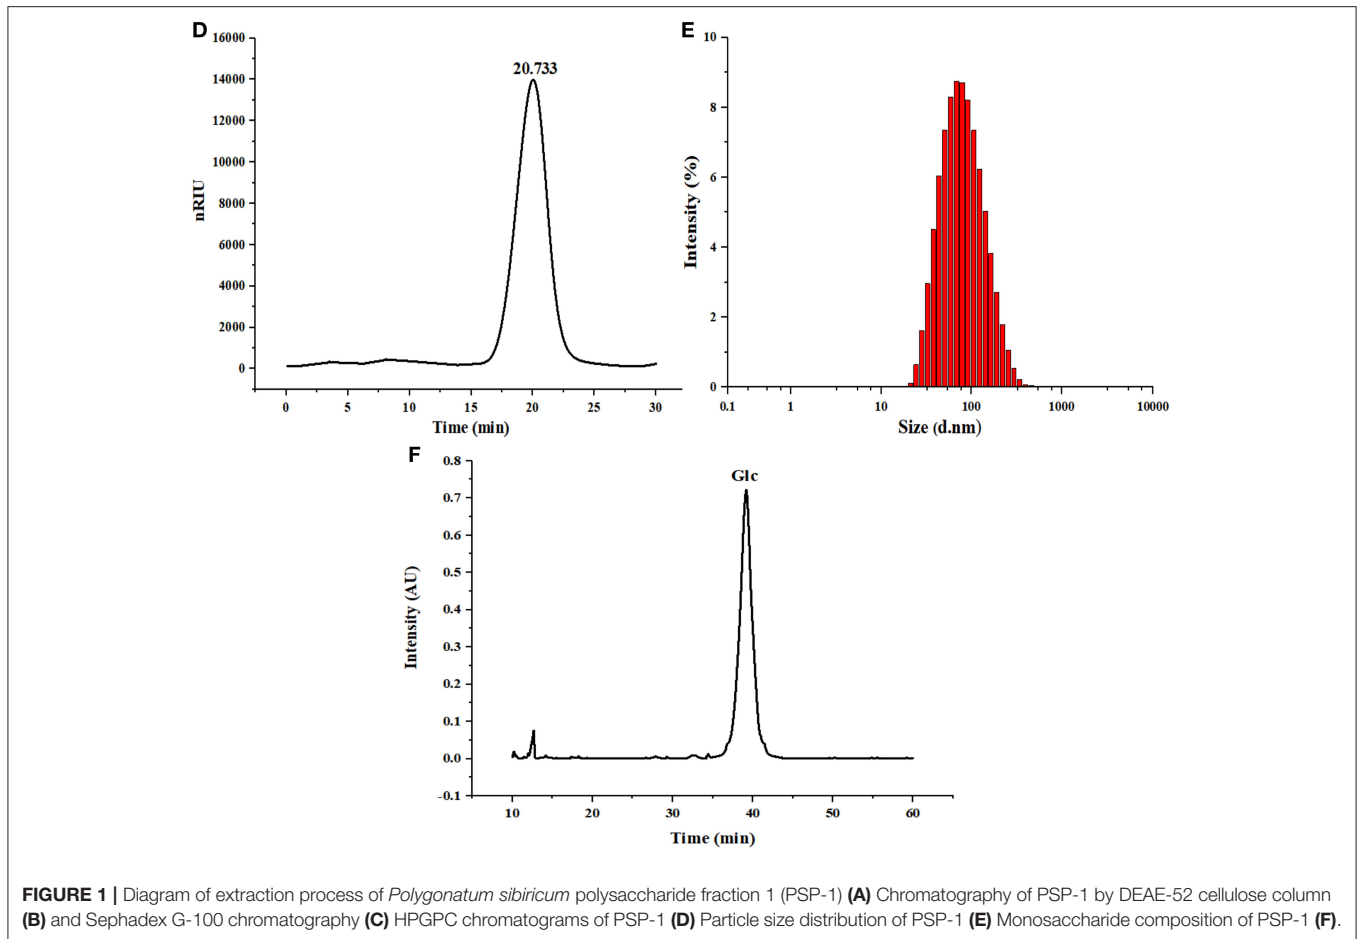 D
16000
14000
12000
10000
8000
6000
4000
2000
0
nRIU
20.733
0 5 10 15 20 25 30
Time (min)
E
10
8
6
4
2
0
Intensity (%)
0.1 1 10 100 1000 10000
Size (d.nm)
F
0.8
0.7
0.6
0.5
0.4
0.3
0.2
0.1
0.0
-0.1
Intensity (AU)
Glc
10 20 30 40 50 60
Time (min)
FIGURE 1 | Diagram of extraction process of Polygonatum sibiricum polysaccharide fraction 1 (PSP-1) (A) Chromatography of PSP-1 by DEAE-52 cellulose column
(B) and Sephadex G-100 chromatography (C) HPGPC chromatograms of PSP-1 (D) Particle size distribution of PSP-1 (E) Monosaccharide composition of PSP-1 (F).